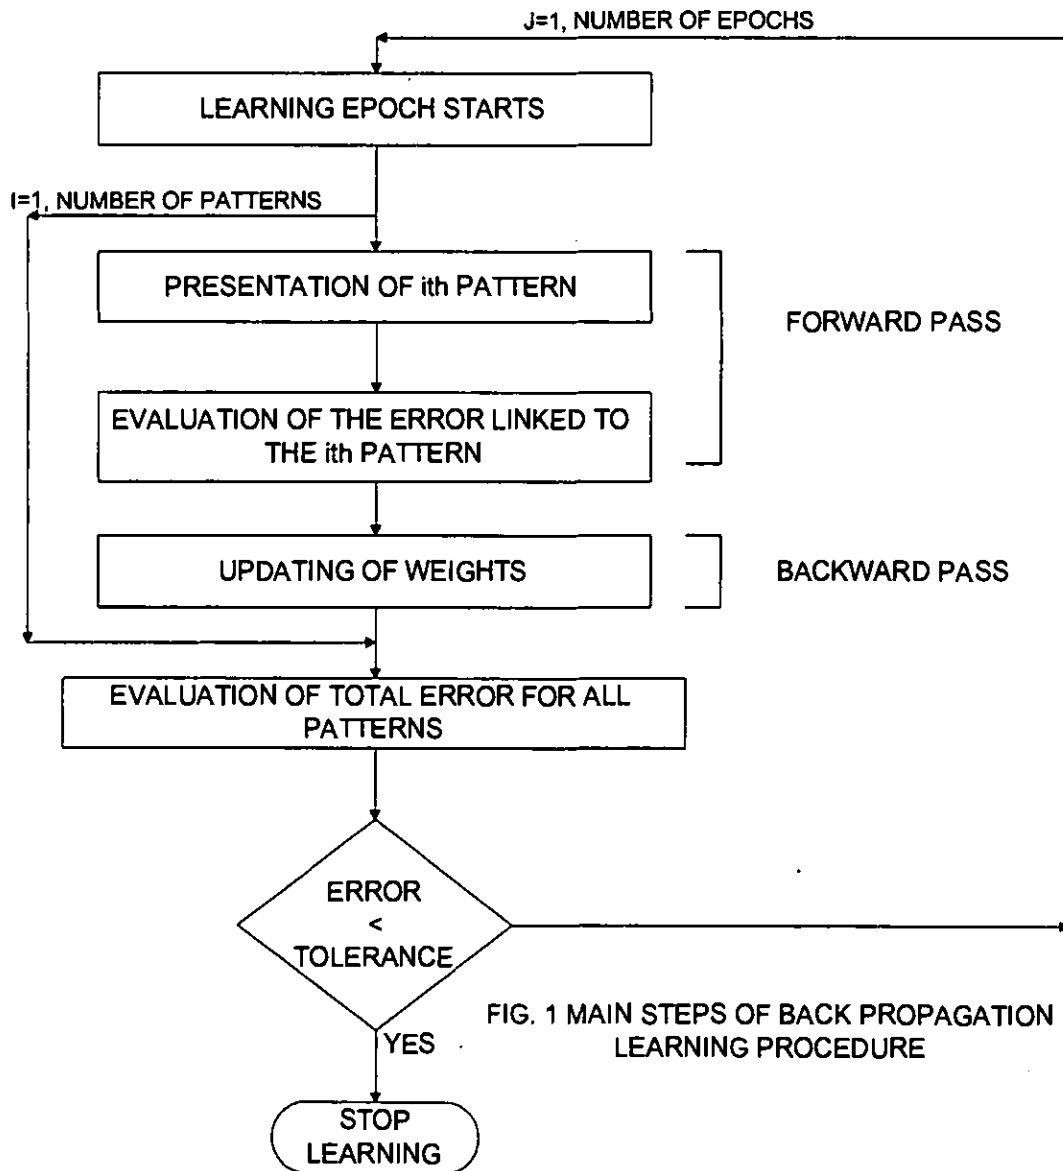 J=1, NUMBER OF EPOCHS
LEARNING EPOCH STARTS
I=1, NUMBER OF PATTERNS
PRESENTATION OF ith PATTERN
FORWARD PASS
EVALUATION OF THE ERROR LINKED TO
THE ith PATTERN
UPDATING OF WEIGHTS
BACKWARD PASS
EVALUATION OF TOTAL ERROR FOR ALL
PATTERNS
ERROR
<
TOLERANCE
FIG. 1 MAIN STEPS OF BACK PROPAGATION
LEARNING PROCEDURE
YES
STOP
LEARNING